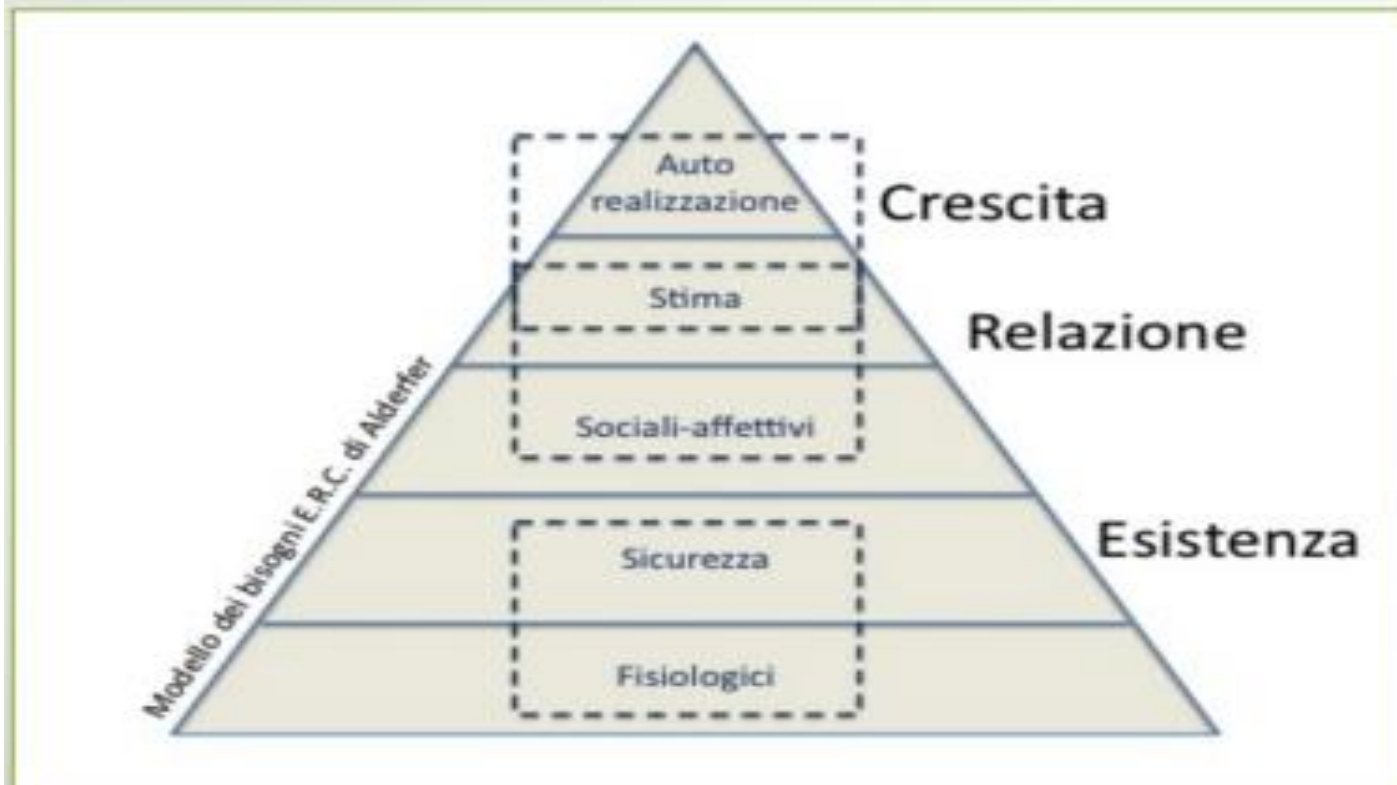 Auto
realizzazione
Crescita
Stima
Relazione
Sociali-affettivi
Sicurezza
Esistenza
Fisiologici
Modello dei bisogni E.R.C. di Alderfer